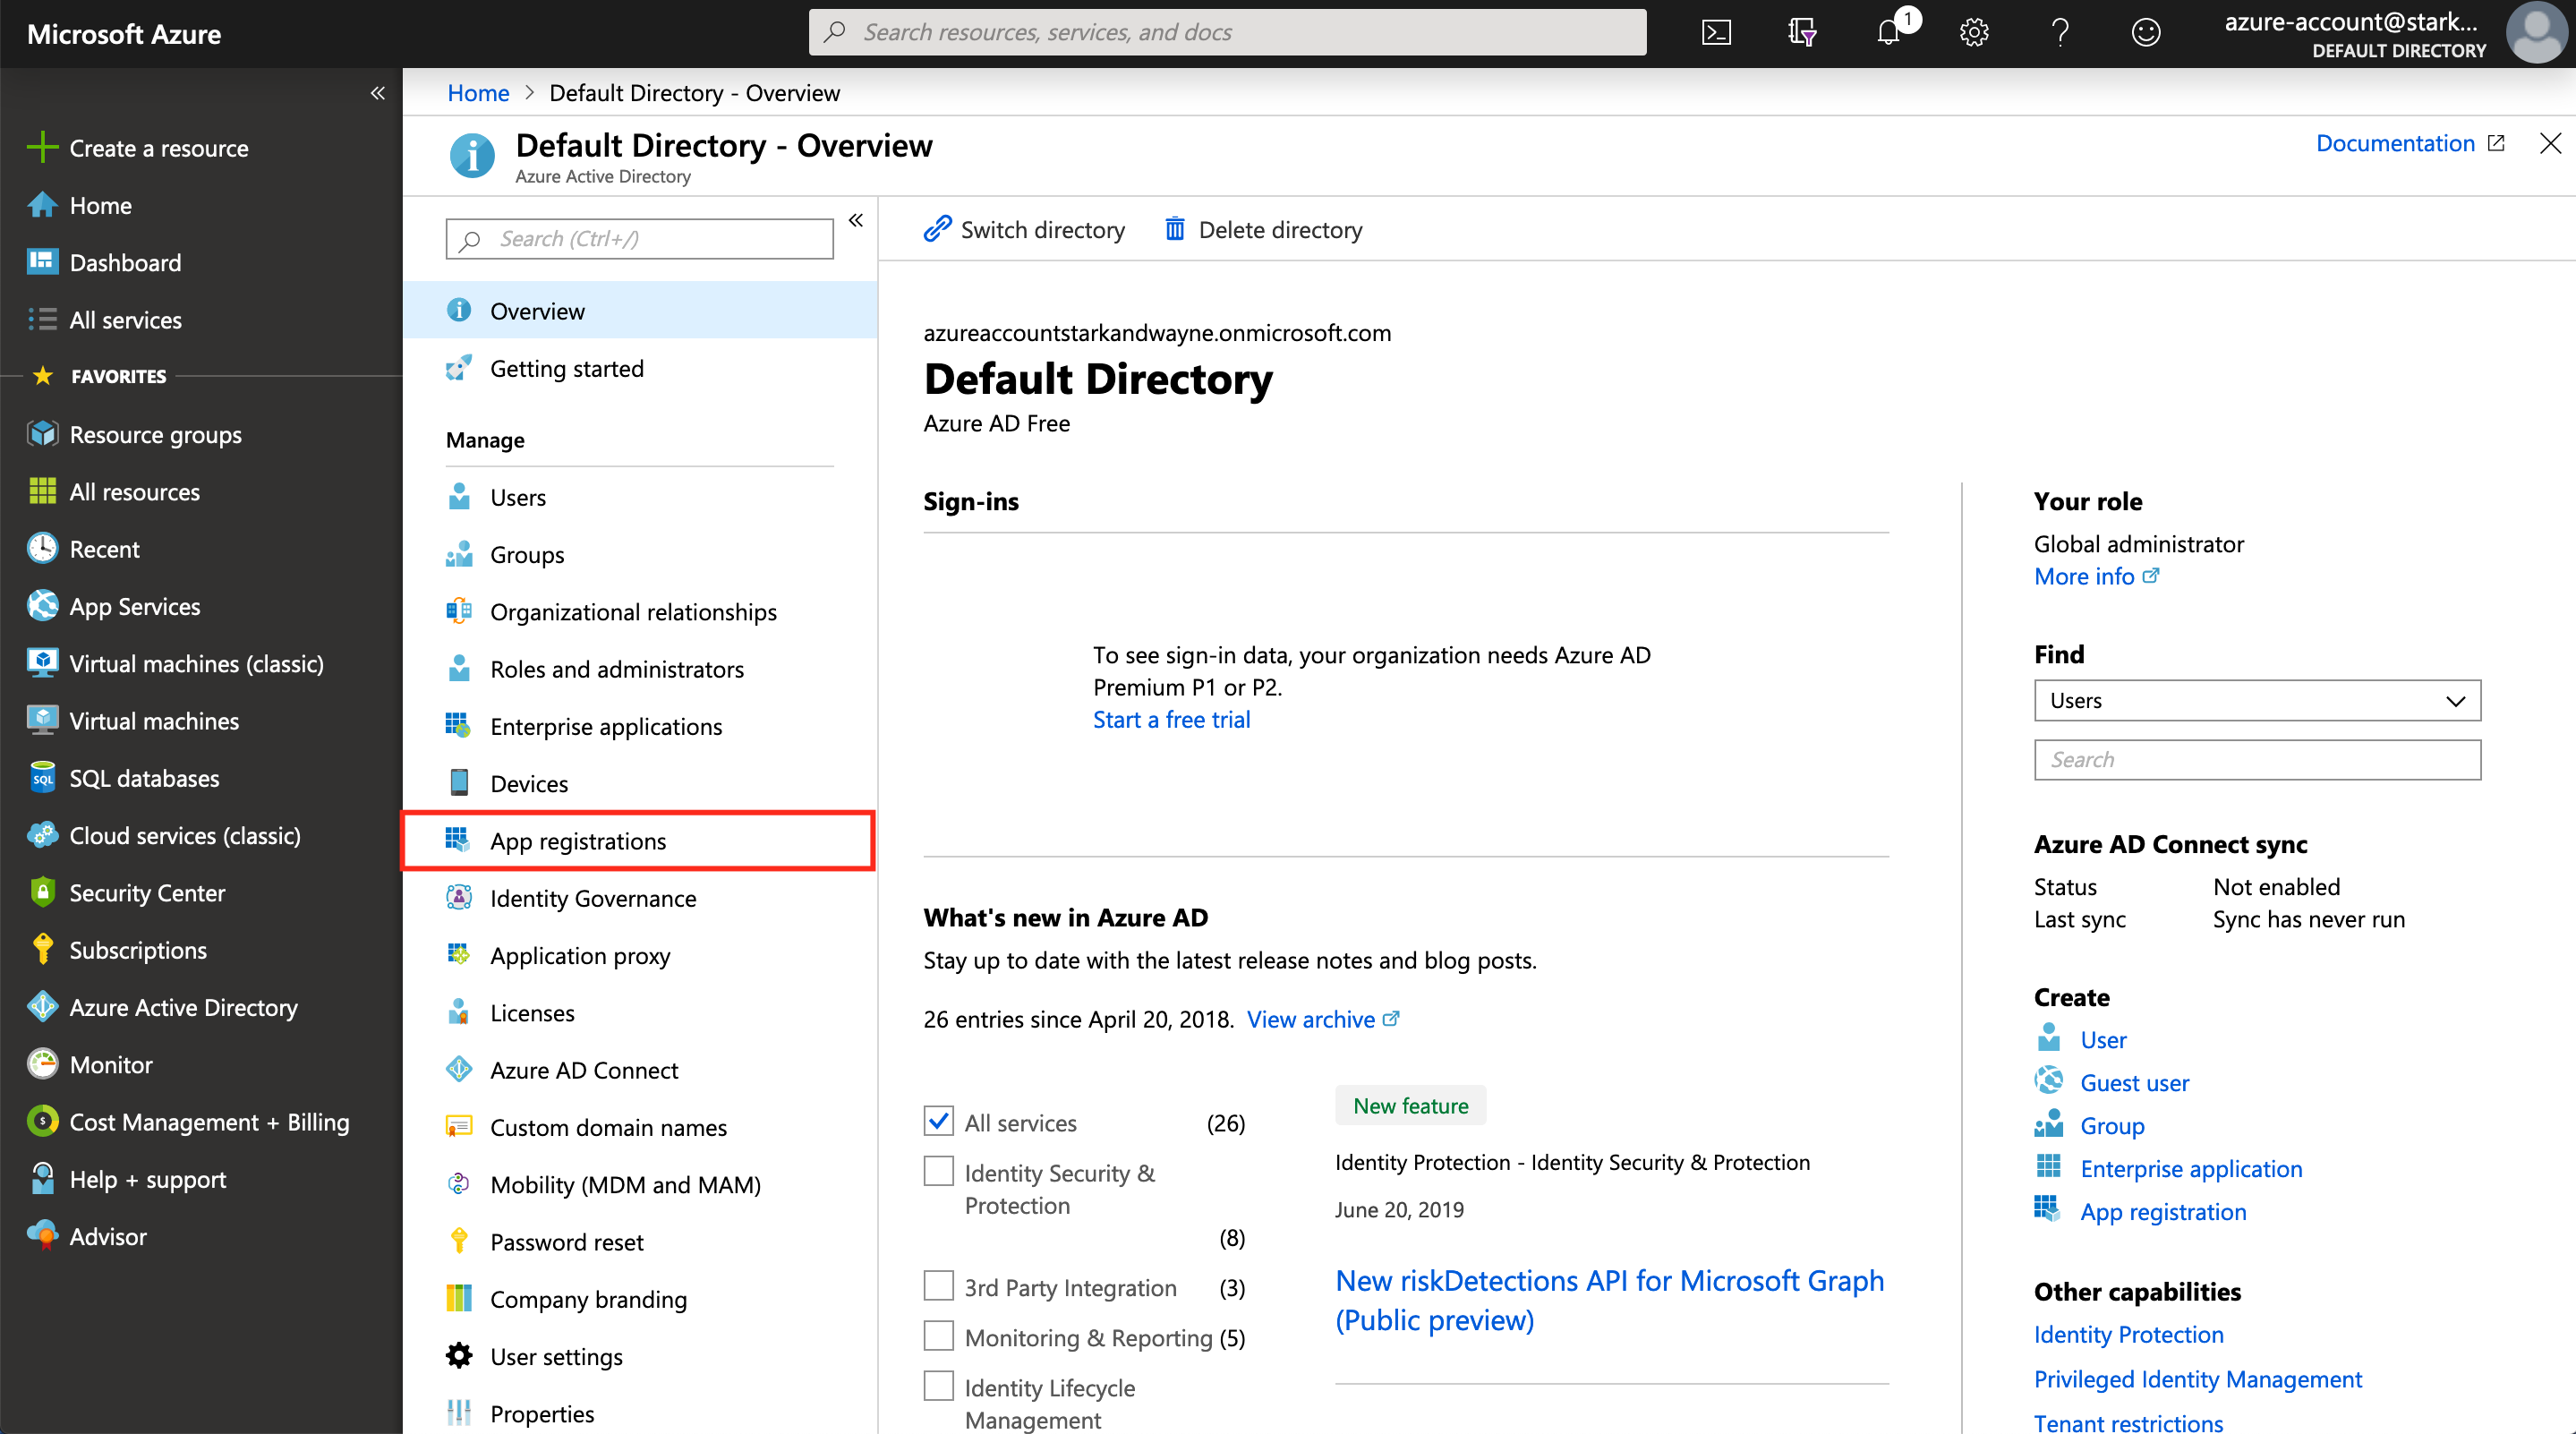 Microsoft Azure
Search resources, services, and docs
1
azure-account@stark...
DEFAULT DIRECTORY
Create a resource
Home
Dashboard
All services
FAVORITES
Resource groups
All resources
Recent
App Services
Virtual machines (classic)
Virtual machines
SQL
SQL databases
Cloud services (classic)
Security Center
Subscriptions
Azure Active Directory
Monitor
Cost Management + Billing
Help + support
Advisor
Home > Default Directory - Overview
Default Directory - Overview
Azure Active Directory
Documentation
Search (Ctrl+/)
Overview
Getting started
Manage
Users
Groups
Organizational relationships
Roles and administrators
Enterprise applications
Devices
App registrations
Identity Governance
Application proxy
Licenses
Azure AD Connect
Custom domain names
Mobility (MDM and MAM)
Password reset
Company branding
User settings
Properties
Switch directory
Delete directory
azureaccountstarkandwayne.onmicrosoft.com
Default Directory
Azure AD Free
Sign-ins
To see sign-in data, your organization needs Azure AD
Premium P1 or P2.
Start a free trial
What's new in Azure AD
Stay up to date with the latest release notes and blog posts.
26 entries since April 20, 2018. View archive
All services (26)
Identity Security &
Protection
(8)
3rd Party Integration (3)
Monitoring & Reporting (5)
Identity Lifecycle
Management
New feature
Identity Protection - Identity Security & Protection
June 20, 2019
New riskDetections API for Microsoft Graph
(Public preview)
Your role
Global administrator
More info
Find
Users
Search
Azure AD Connect sync
Status Not enabled
Last sync Sync has never run
Create
User
Guest user
Group
Enterprise application
App registration
Other capabilities
Identity Protection
Privileged Identity Management
Tenant restrictions